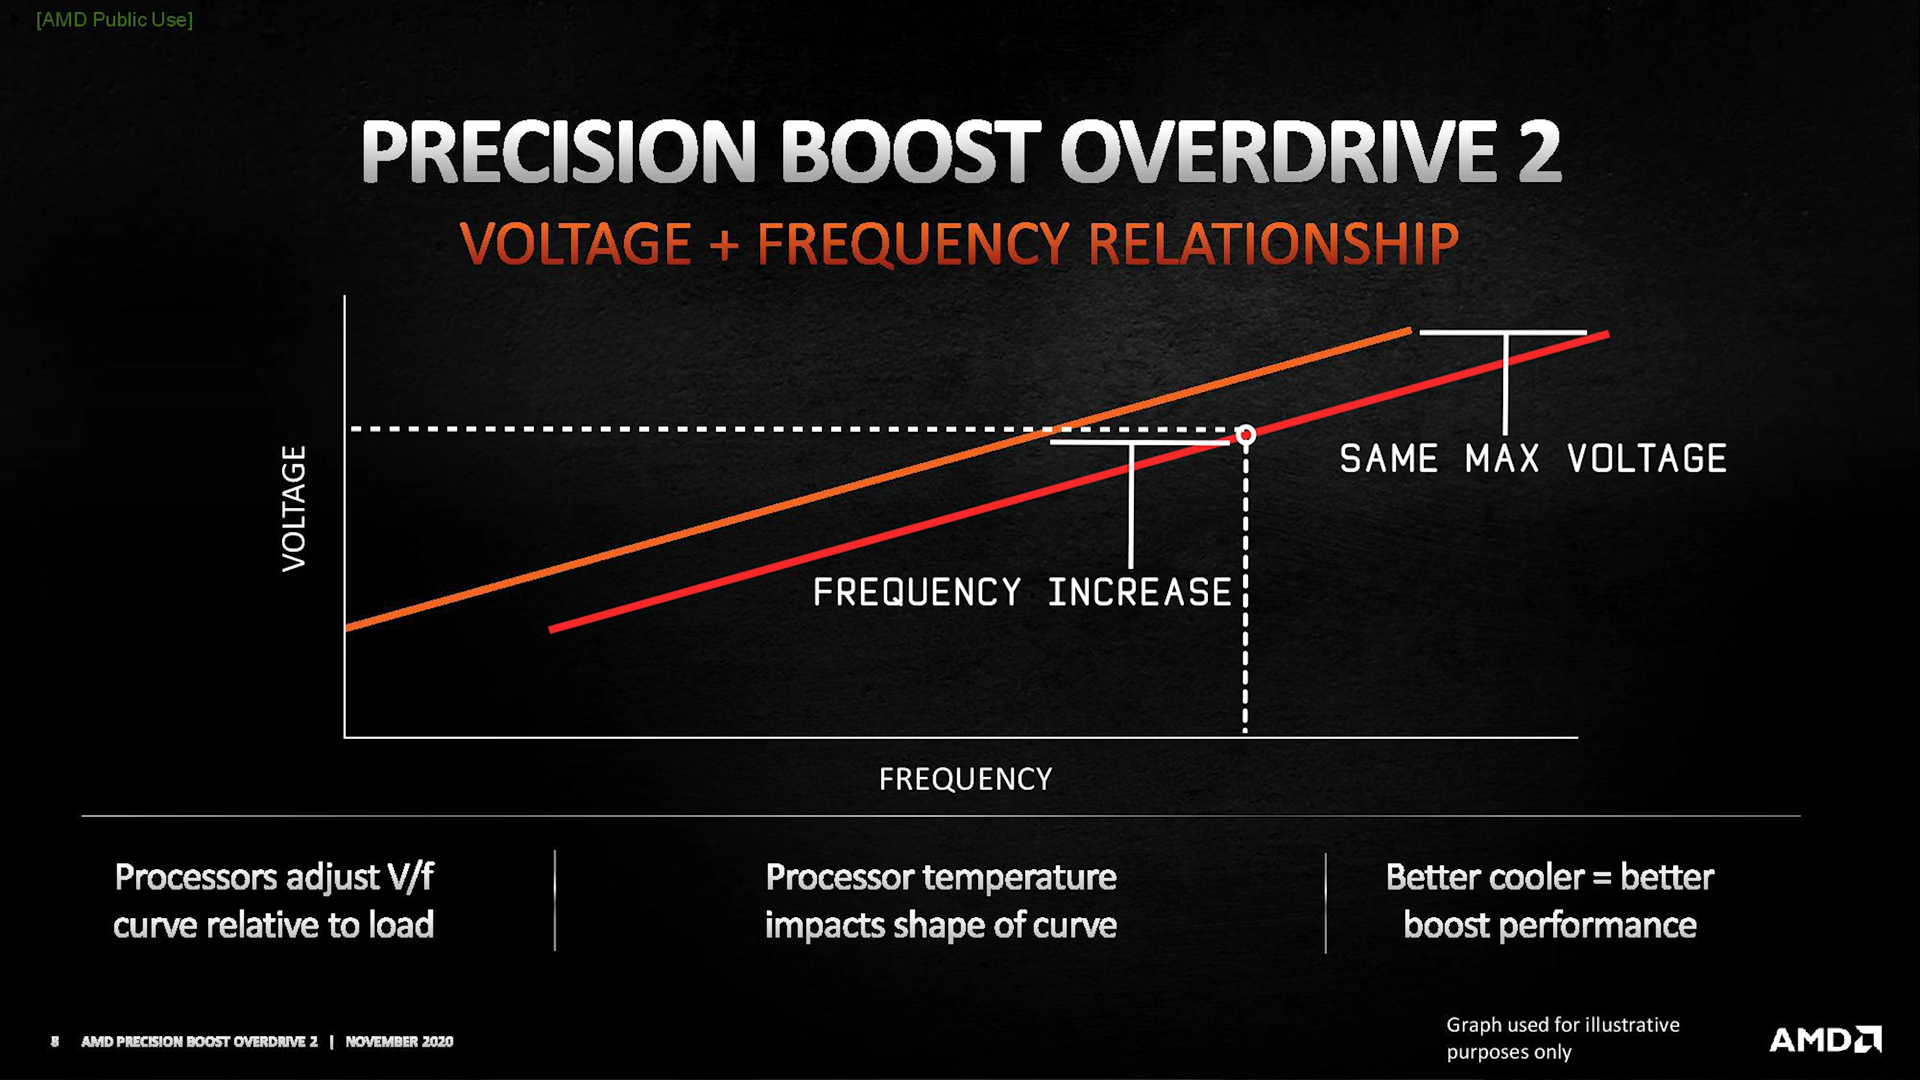 [AMD Public Use]
PRECISION BOOST OVERDRIVE 2
VOLTAGE + FREQUENCY RELATIONSHIP
VOLTAGE
SAME MAX VOLTAGE
FREQUENCY INCREASE
FREQUENCY
Processors adjust V/f
curve relative to load
Processor temperature
impacts shape of curve
Better cooler = better
boost performance
8 AMD PRECISION BOOST OVERDRIVE 2 | NOVEMBER 2020
Graph used for illustrative
purposes only
AMD